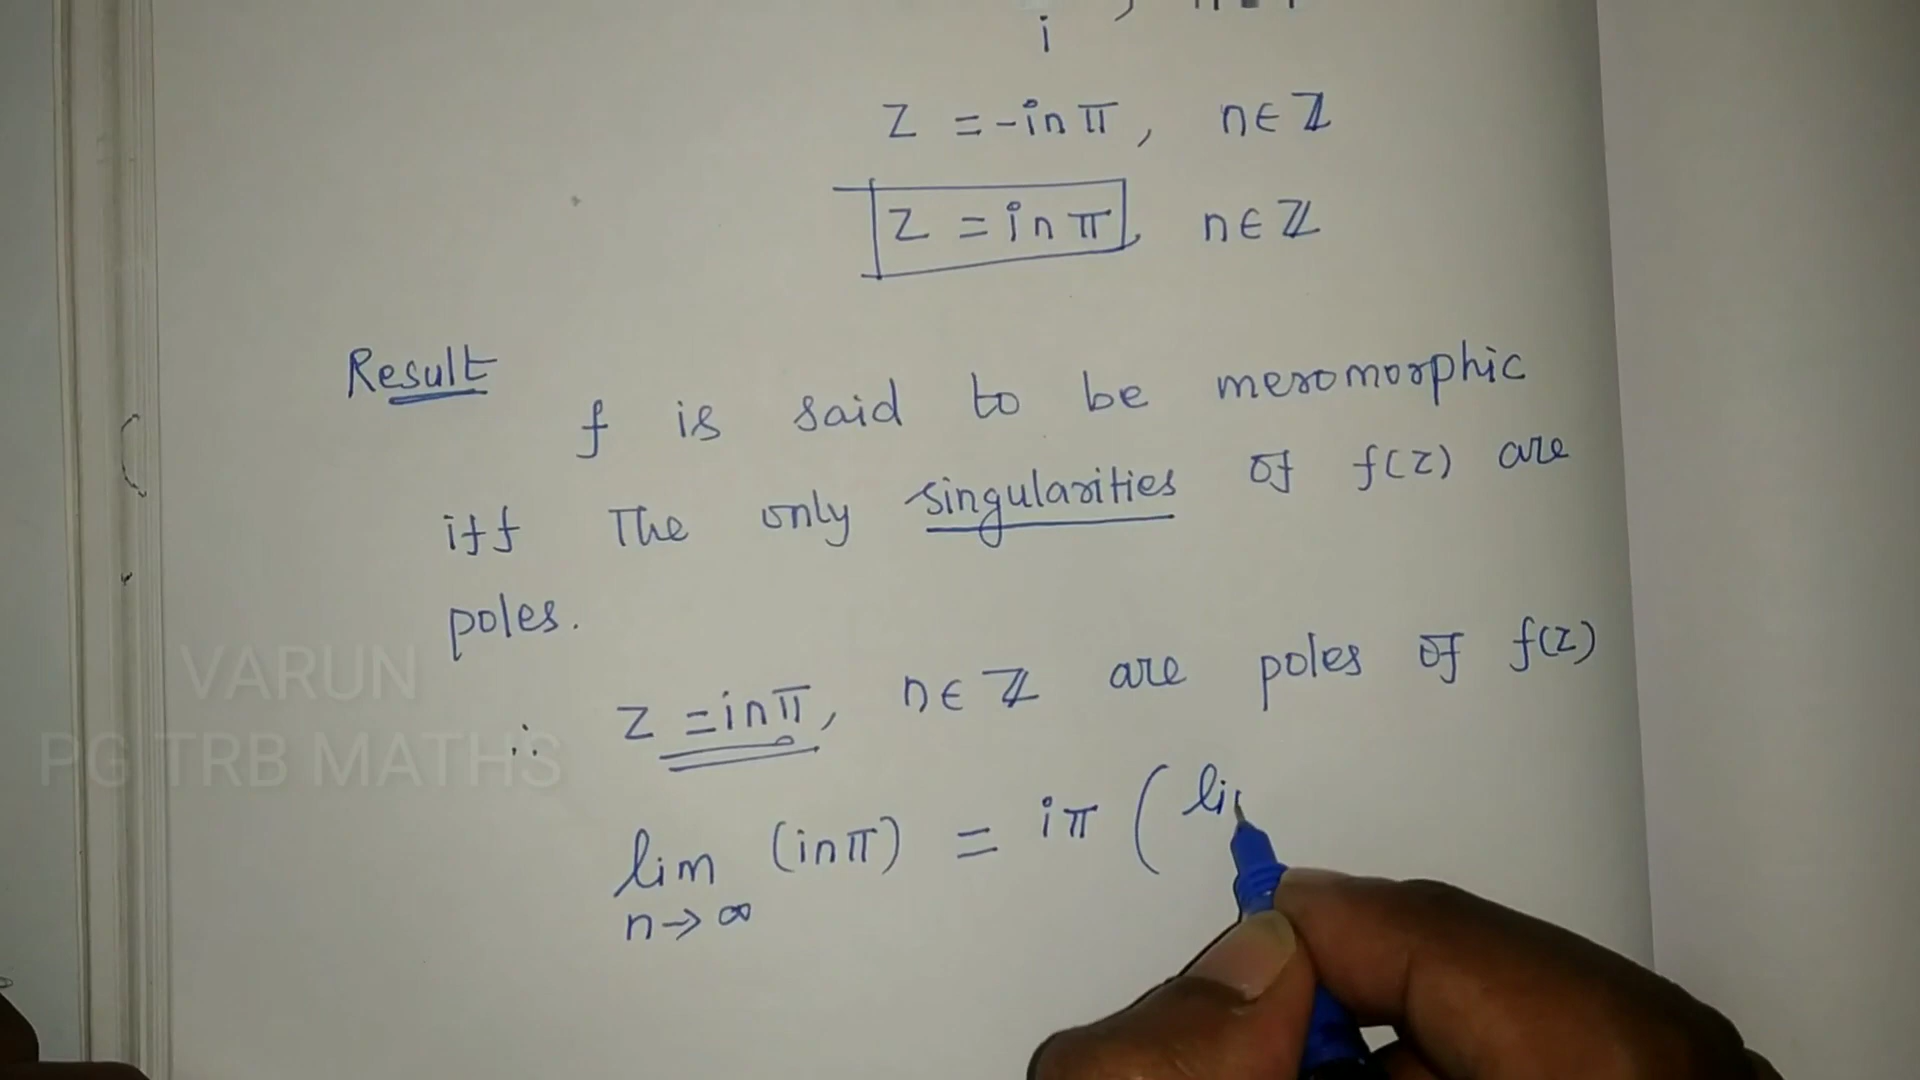 i
Z = -inπ, n∈ℤ
Z = inπ, n∈ℤ
Result
f is said to be meromorphic
iff The only singularities of f(z) are
poles.
∴ z = inπ, n∈ℤ are poles of f(z)
lim (inπ) = iπ ( li
n→∞
VARUN
PG TRB MATHS